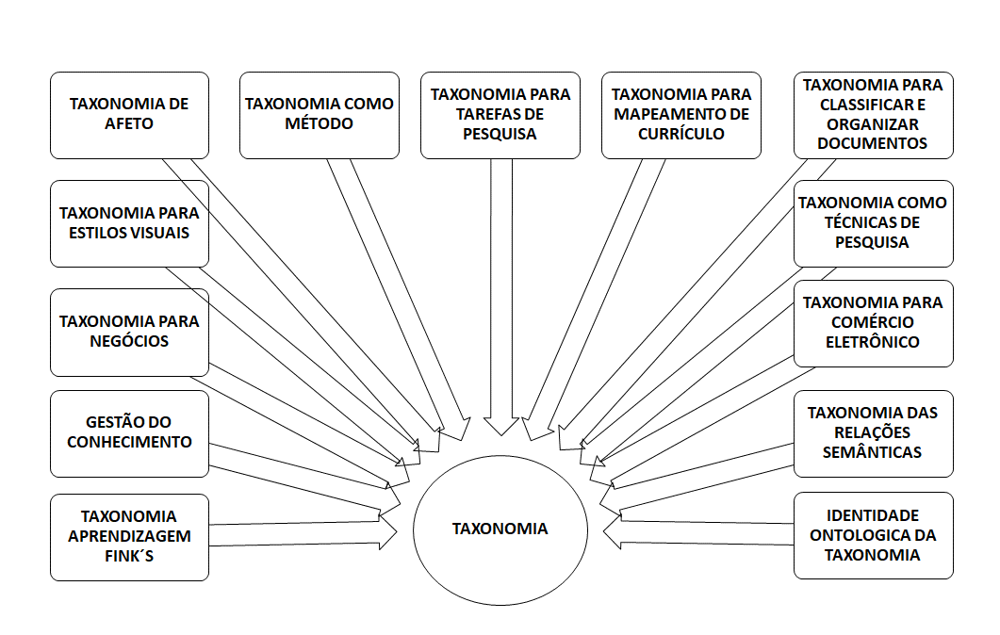 TAXONOMIA DE
AFETO
TAXONOMIA COMO
MÉTODO
TAXONOMIA PARA
TAREFAS DE
PESQUISA
TAXONOMIA PARA
MAPEAMENTO DE
CURRÍCULO
TAXONOMIA PARA
CLASSIFICAR E
ORGANIZAR
DOCUMENTOS
TAXONOMIA PARA
ESTILOS VISUAIS
TAXONOMIA COMO
TÉCNICAS DE
PESQUISA
TAXONOMIA PARA
NEGÓCIOS
TAXONOMIA PARA
COMÉRCIO
ELETRÔNICO
GESTÃO DO
CONHECIMENTO
TAXONOMIA DAS
RELAÇÕES
SEMÂNTICAS
TAXONOMIA
APRENDIZAGEM
FINK´S
TAXONOMIA
IDENTIDADE
ONTOLOGICA DA
TAXONOMIA